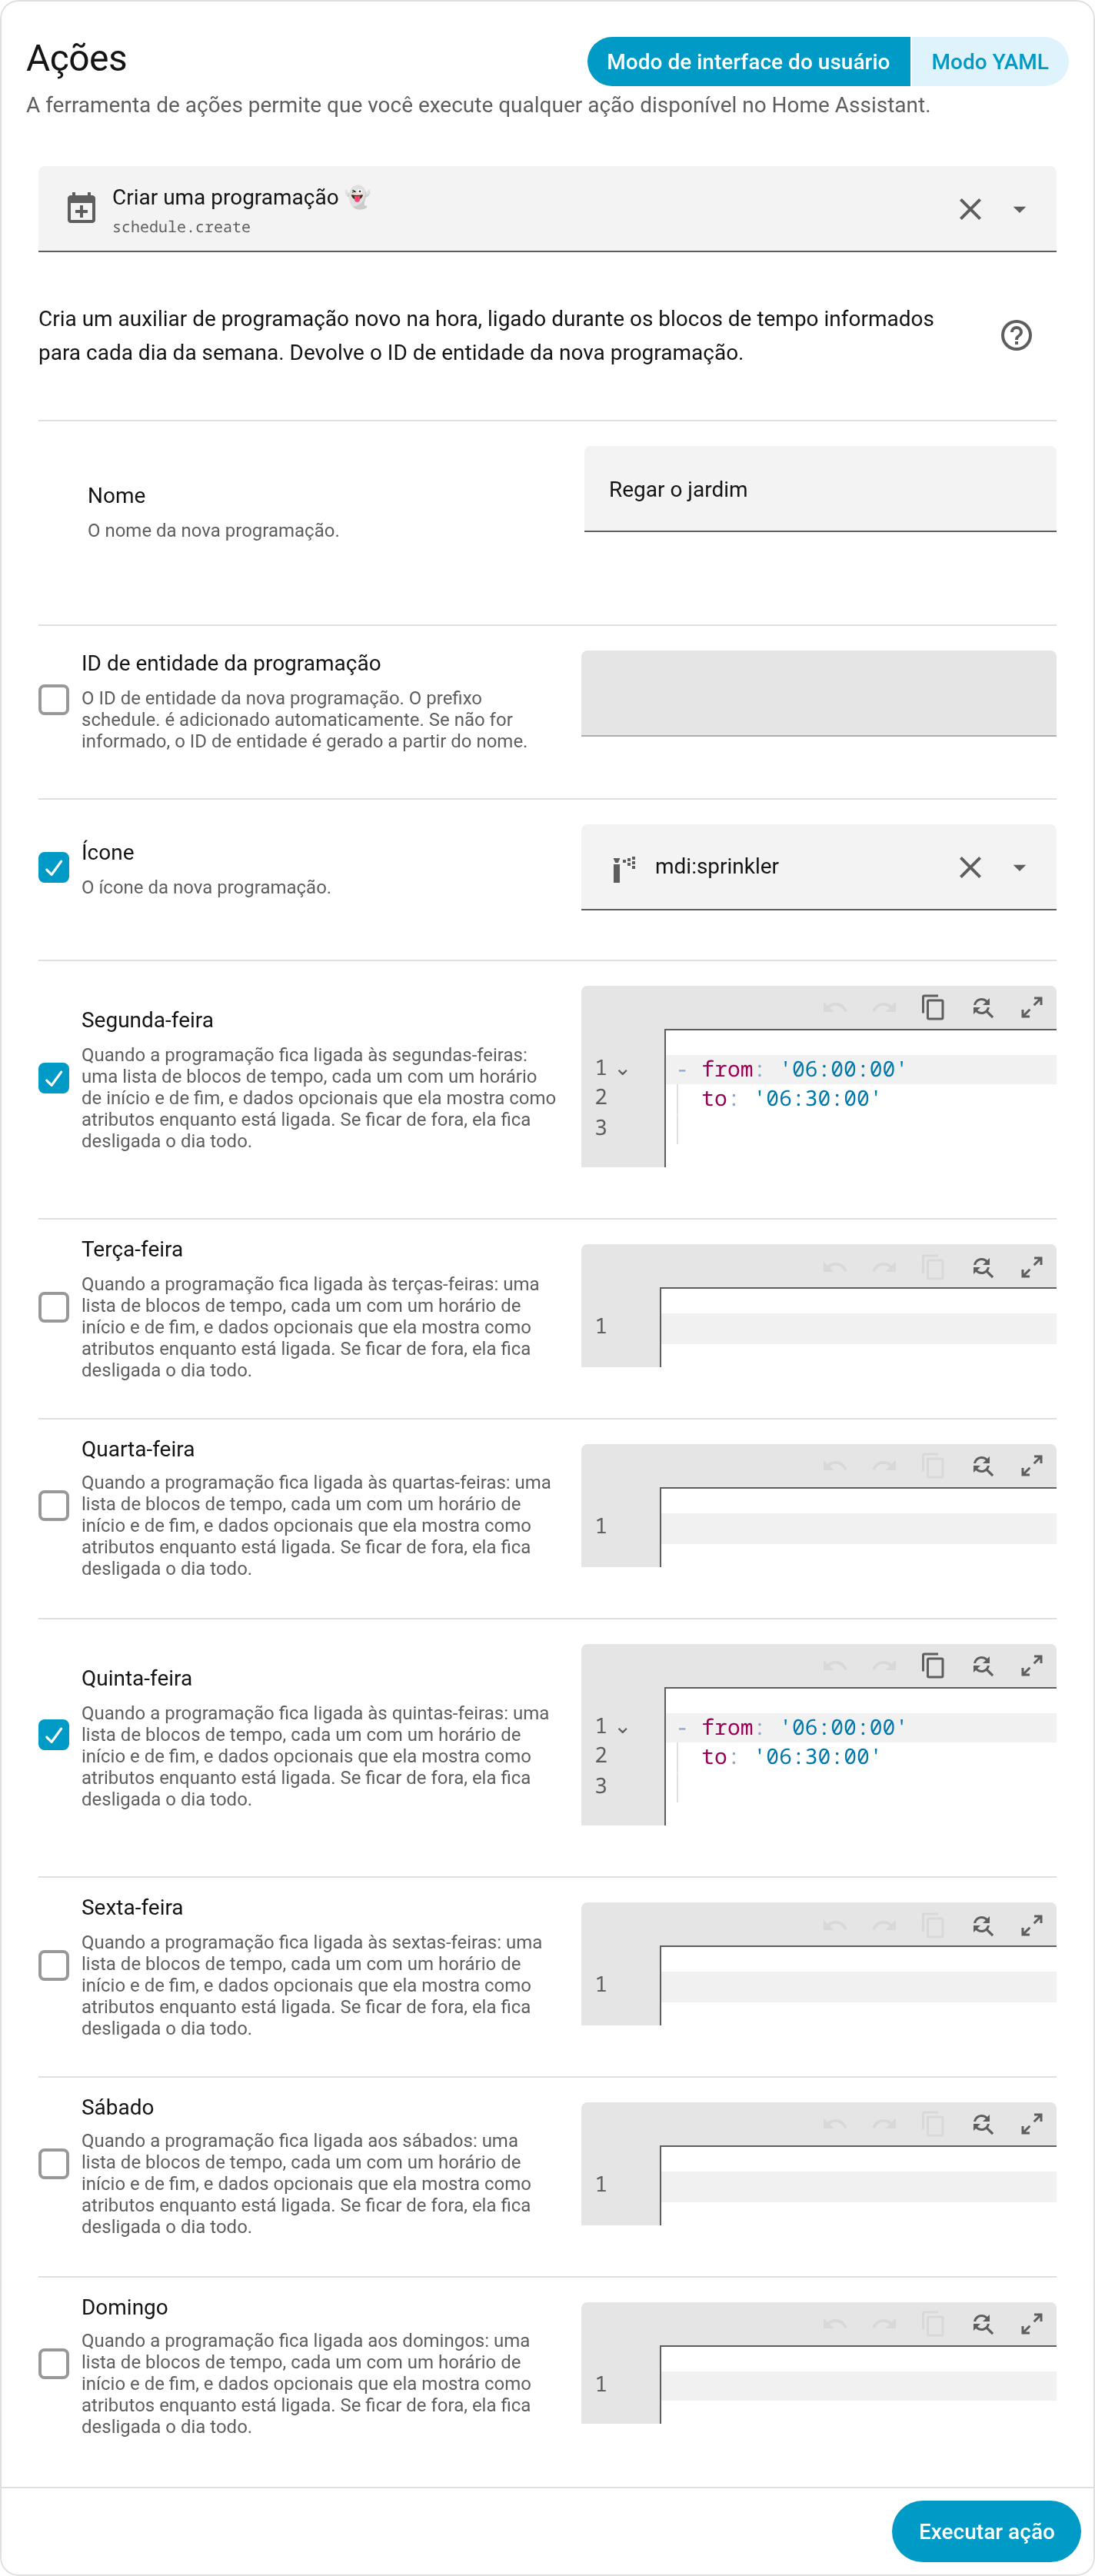 Ações
Modo de interface do usuário
Modo YAML
A ferramenta de ações permite que você execute qualquer ação disponível no Home Assistant.
Criar uma programação 👻
schedule.create
Cria um auxiliar de programação novo na hora, ligado durante os blocos de tempo informados
para cada dia da semana. Devolve o ID de entidade da nova programação.
Nome
O nome da nova programação.
Regar o jardim
ID de entidade da programação
O ID de entidade da nova programação. O prefixo
schedule. é adicionado automaticamente. Se não for
informado, o ID de entidade é gerado a partir do nome.
Ícone
O ícone da nova programação.
mdi:sprinkler
Segunda-feira
Quando a programação fica ligada às segundas-feiras:
uma lista de blocos de tempo, cada um com um horário
de início e de fim, e dados opcionais que ela mostra como
atributos enquanto está ligada. Se ficar de fora, ela fica
desligada o dia todo.
1 - from: '06:00:00'
2 to: '06:30:00'
3
Terça-feira
Quando a programação fica ligada às terças-feiras: uma
lista de blocos de tempo, cada um com um horário de
início e de fim, e dados opcionais que ela mostra como
atributos enquanto está ligada. Se ficar de fora, ela fica
desligada o dia todo.
1
Quarta-feira
Quando a programação fica ligada às quartas-feiras: uma
lista de blocos de tempo, cada um com um horário de
início e de fim, e dados opcionais que ela mostra como
atributos enquanto está ligada. Se ficar de fora, ela fica
desligada o dia todo.
1
Quinta-feira
Quando a programação fica ligada às quintas-feiras: uma
lista de blocos de tempo, cada um com um horário de
início e de fim, e dados opcionais que ela mostra como
atributos enquanto está ligada. Se ficar de fora, ela fica
desligada o dia todo.
1 - from: '06:00:00'
2 to: '06:30:00'
3
Sexta-feira
Quando a programação fica ligada às sextas-feiras: uma
lista de blocos de tempo, cada um com um horário de
início e de fim, e dados opcionais que ela mostra como
atributos enquanto está ligada. Se ficar de fora, ela fica
desligada o dia todo.
1
Sábado
Quando a programação fica ligada aos sábados: uma
lista de blocos de tempo, cada um com um horário de
início e de fim, e dados opcionais que ela mostra como
atributos enquanto está ligada. Se ficar de fora, ela fica
desligada o dia todo.
1
Domingo
Quando a programação fica ligada aos domingos: uma
lista de blocos de tempo, cada um com um horário de
início e de fim, e dados opcionais que ela mostra como
atributos enquanto está ligada. Se ficar de fora, ela fica
desligada o dia todo.
1
Executar ação